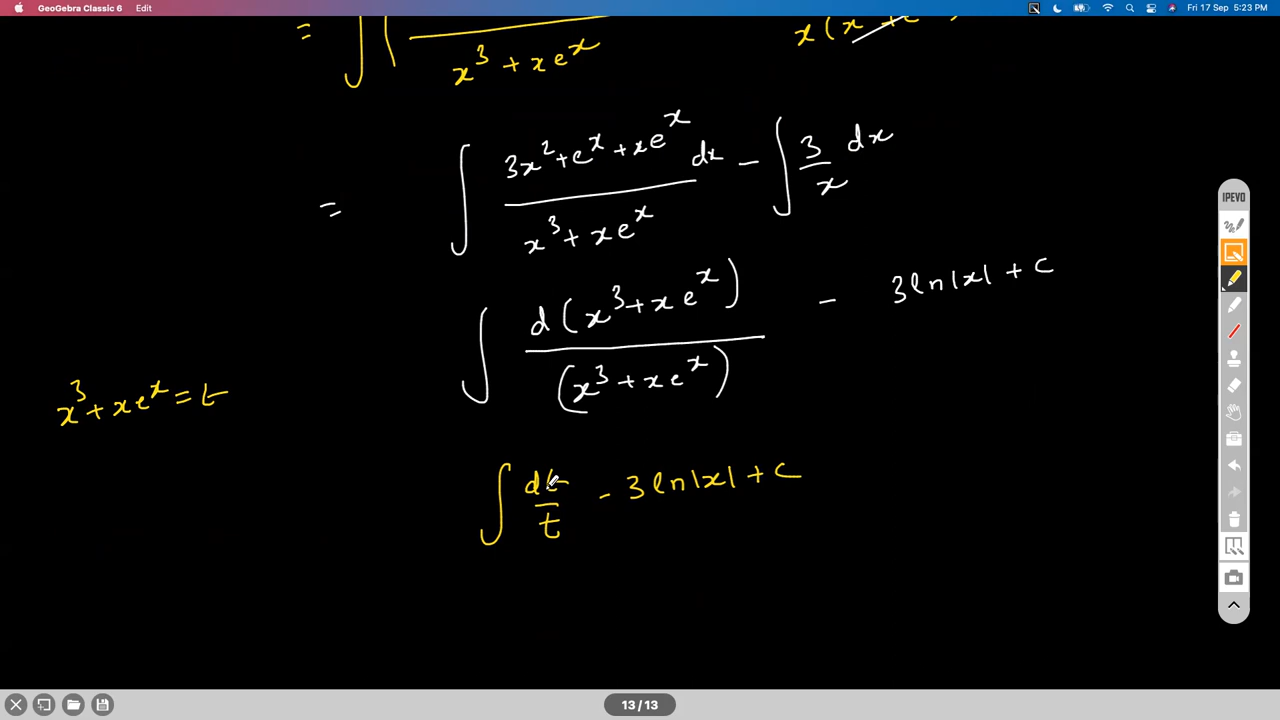 GeoGebra Classic 6 Edit Fri 17 Sep 5:23 PM
= ∫ ( / x³ + xeˣ
x(x+eˣ)
IPEVO
= ∫ (3x² + eˣ + xeˣ)/(x³ + xeˣ) dx - ∫ 3/x dx
∫ d(x³ + xeˣ)/(x³ + xeˣ) - 3ln|x| + c
x³ + xeˣ = t
∫ dt/t - 3ln|x| + c
13/13